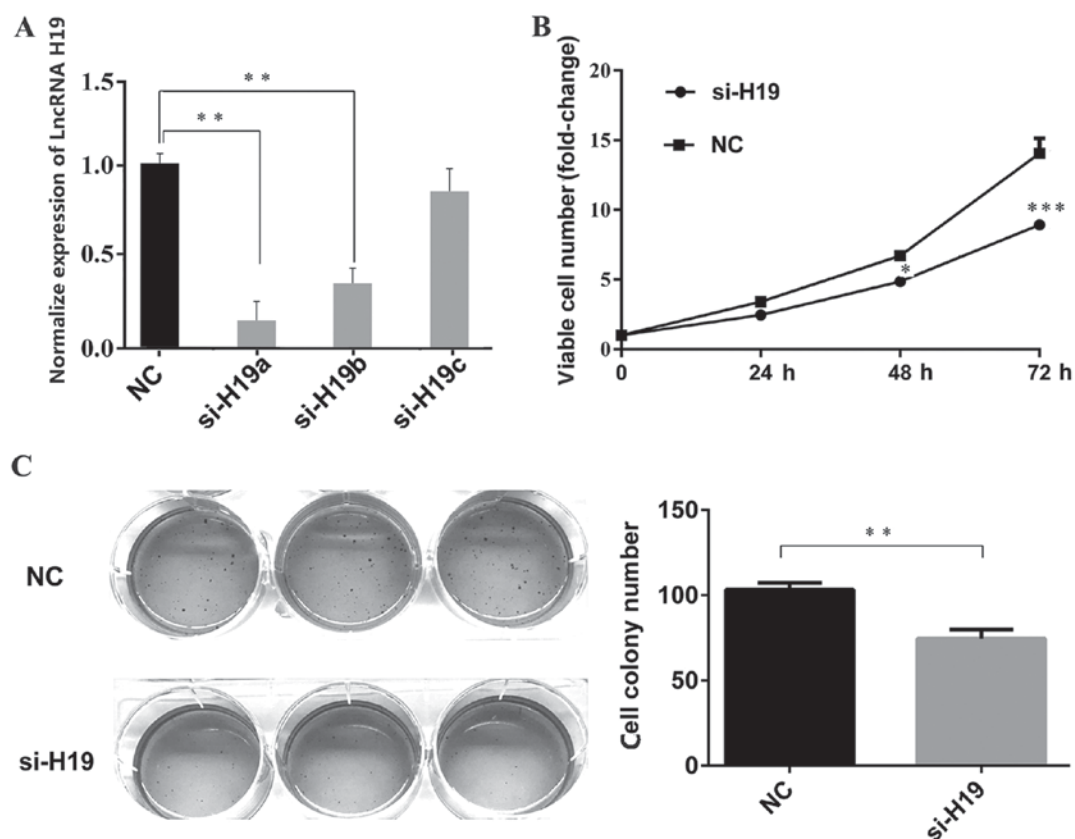 A
Normalize expression of LncRNA H19
1.5
1.0
0.5
0.0
* *
* *
NC
si-H19a
si-H19b
si-H19c
B
Viable cell number (fold-change)
20
15
10
5
0
si-H19
NC
*
***
0
24 h
48 h
72 h
C
NC
si-H19
Cell colony number
150
100
50
0
* *
NC
si-H19